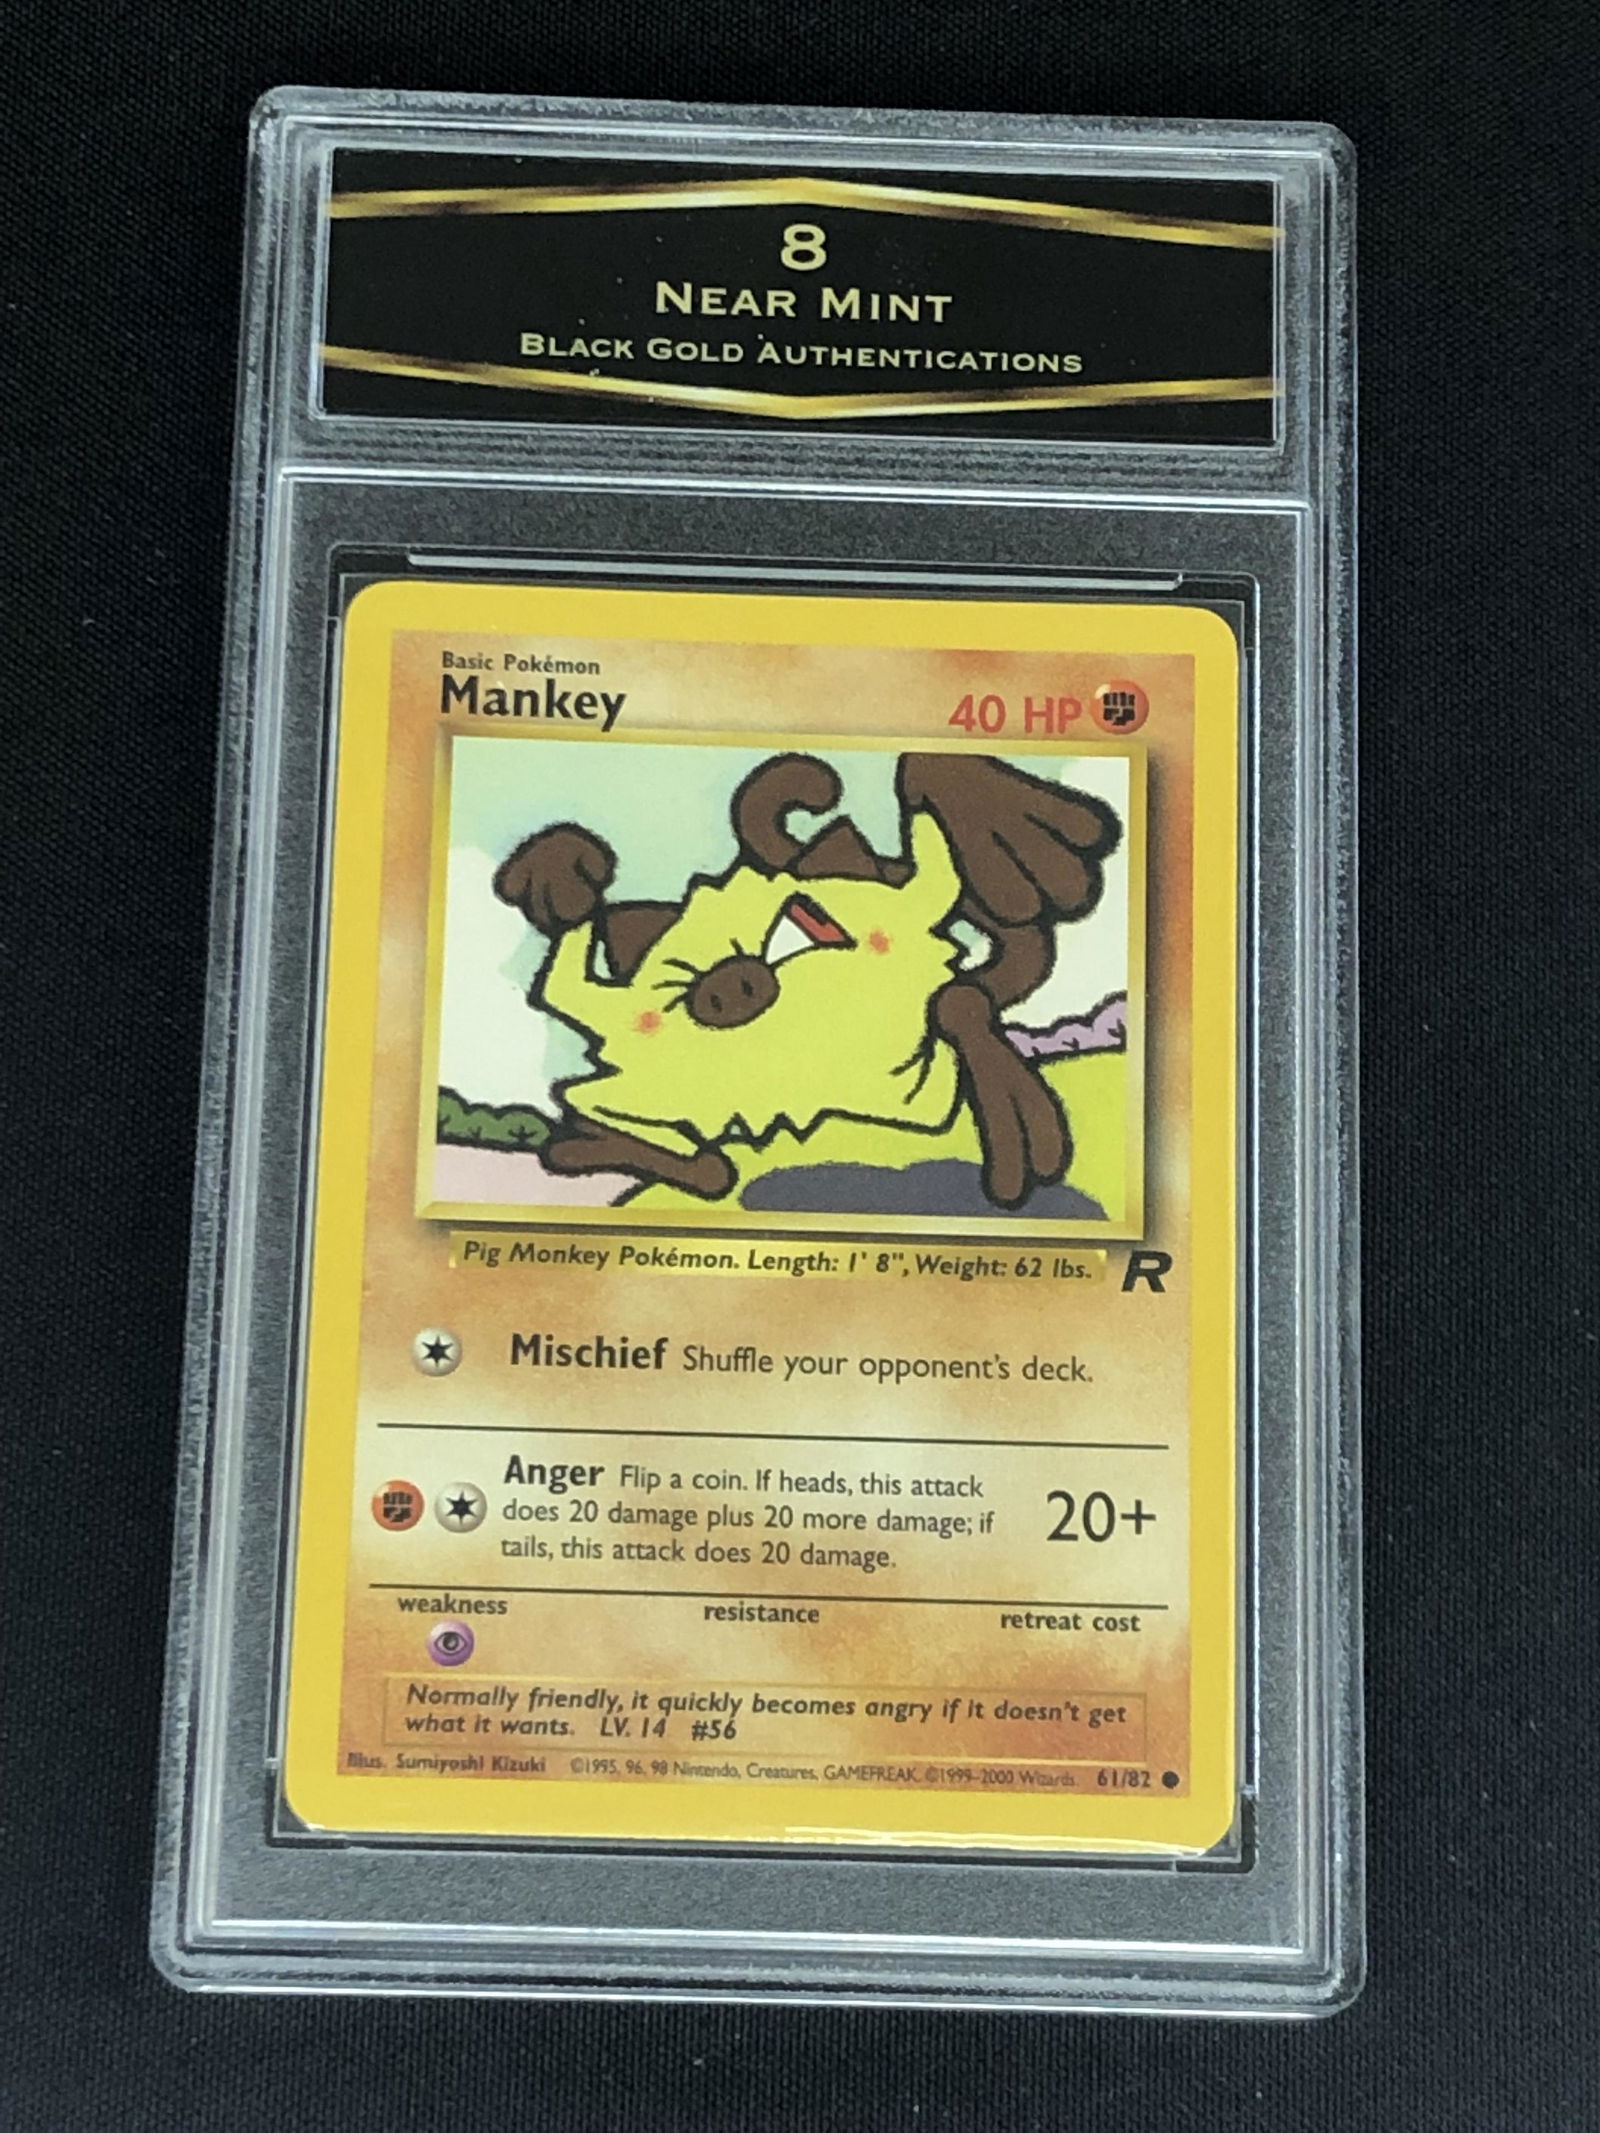 8
NEAR MINT
BLACK GOLD AUTHENTICATIONS
Basic Pokémon
Mankey
40 HP
Pig Monkey Pokémon. Length: 1' 8", Weight: 62 lbs.
R
Mischief Shuffle your opponent's deck.
Anger Flip a coin. If heads, this attack
does 20 damage plus 20 more damage; if
tails, this attack does 20 damage.
20+
weakness resistance retreat cost
Normally friendly, it quickly becomes angry if it doesn't get
what it wants. LV. 14 #56
Illus. Sumiyoshi Kizuki ©1995, 96, 98 Nintendo, Creatures, GAMEFREAK. ©1999-2000 Wizards. 61/82